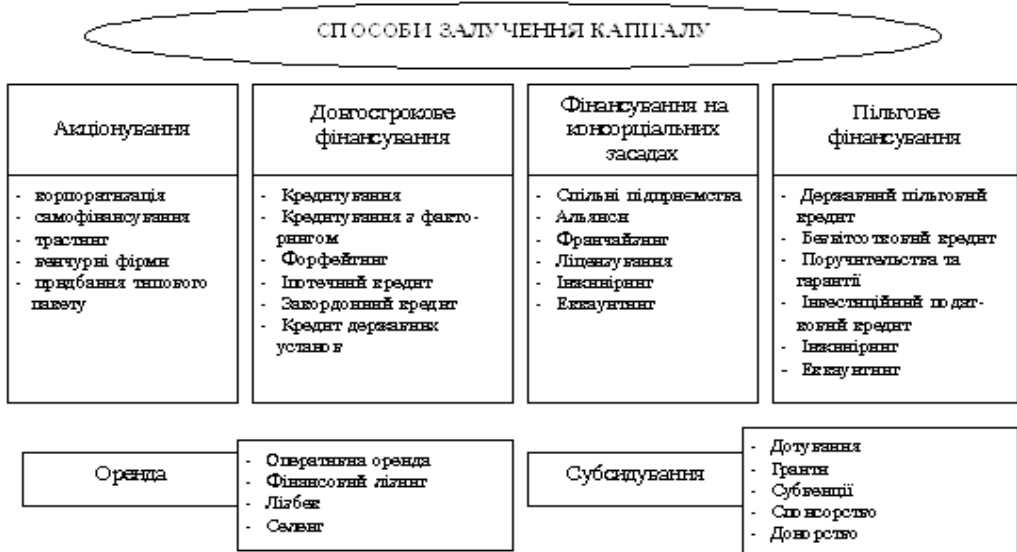 СПОСОБИ ЗАЛУЧЕННЯ КАПІТАЛУ
Акціонування
- корпоратизація
- самофінансування
- трастинг
- венчурні фірми
- придбання типового
пакету
Довгострокове
фінансування
- Кредитування
- Кредитування з факто-
рингом
- Форфейтинг
- Іпотечний кредит
- Закордонний кредит
- Кредит державних
установ
Фінансування на
консорціальних
засадах
- Спільні підприємства
- Альянси
- Франчайзинг
- Ліцензування
- Інжиніринг
- Еккаунтинг
Пільгове
фінансування
- Державний пільговий
кредит
- Безвітсотковий кредит
- Поручительства та
гарантії
- Інвестиційний подат-
ковий кредит
- Інжиніринг
- Еккаунтинг
Оренда
- Оперативна оренда
- Фінансовий лізинг
- Лізбек
- Селенг
Субсидування
- Дотування
- Гранти
- Субвенції
- Спонсорство
- Донорство